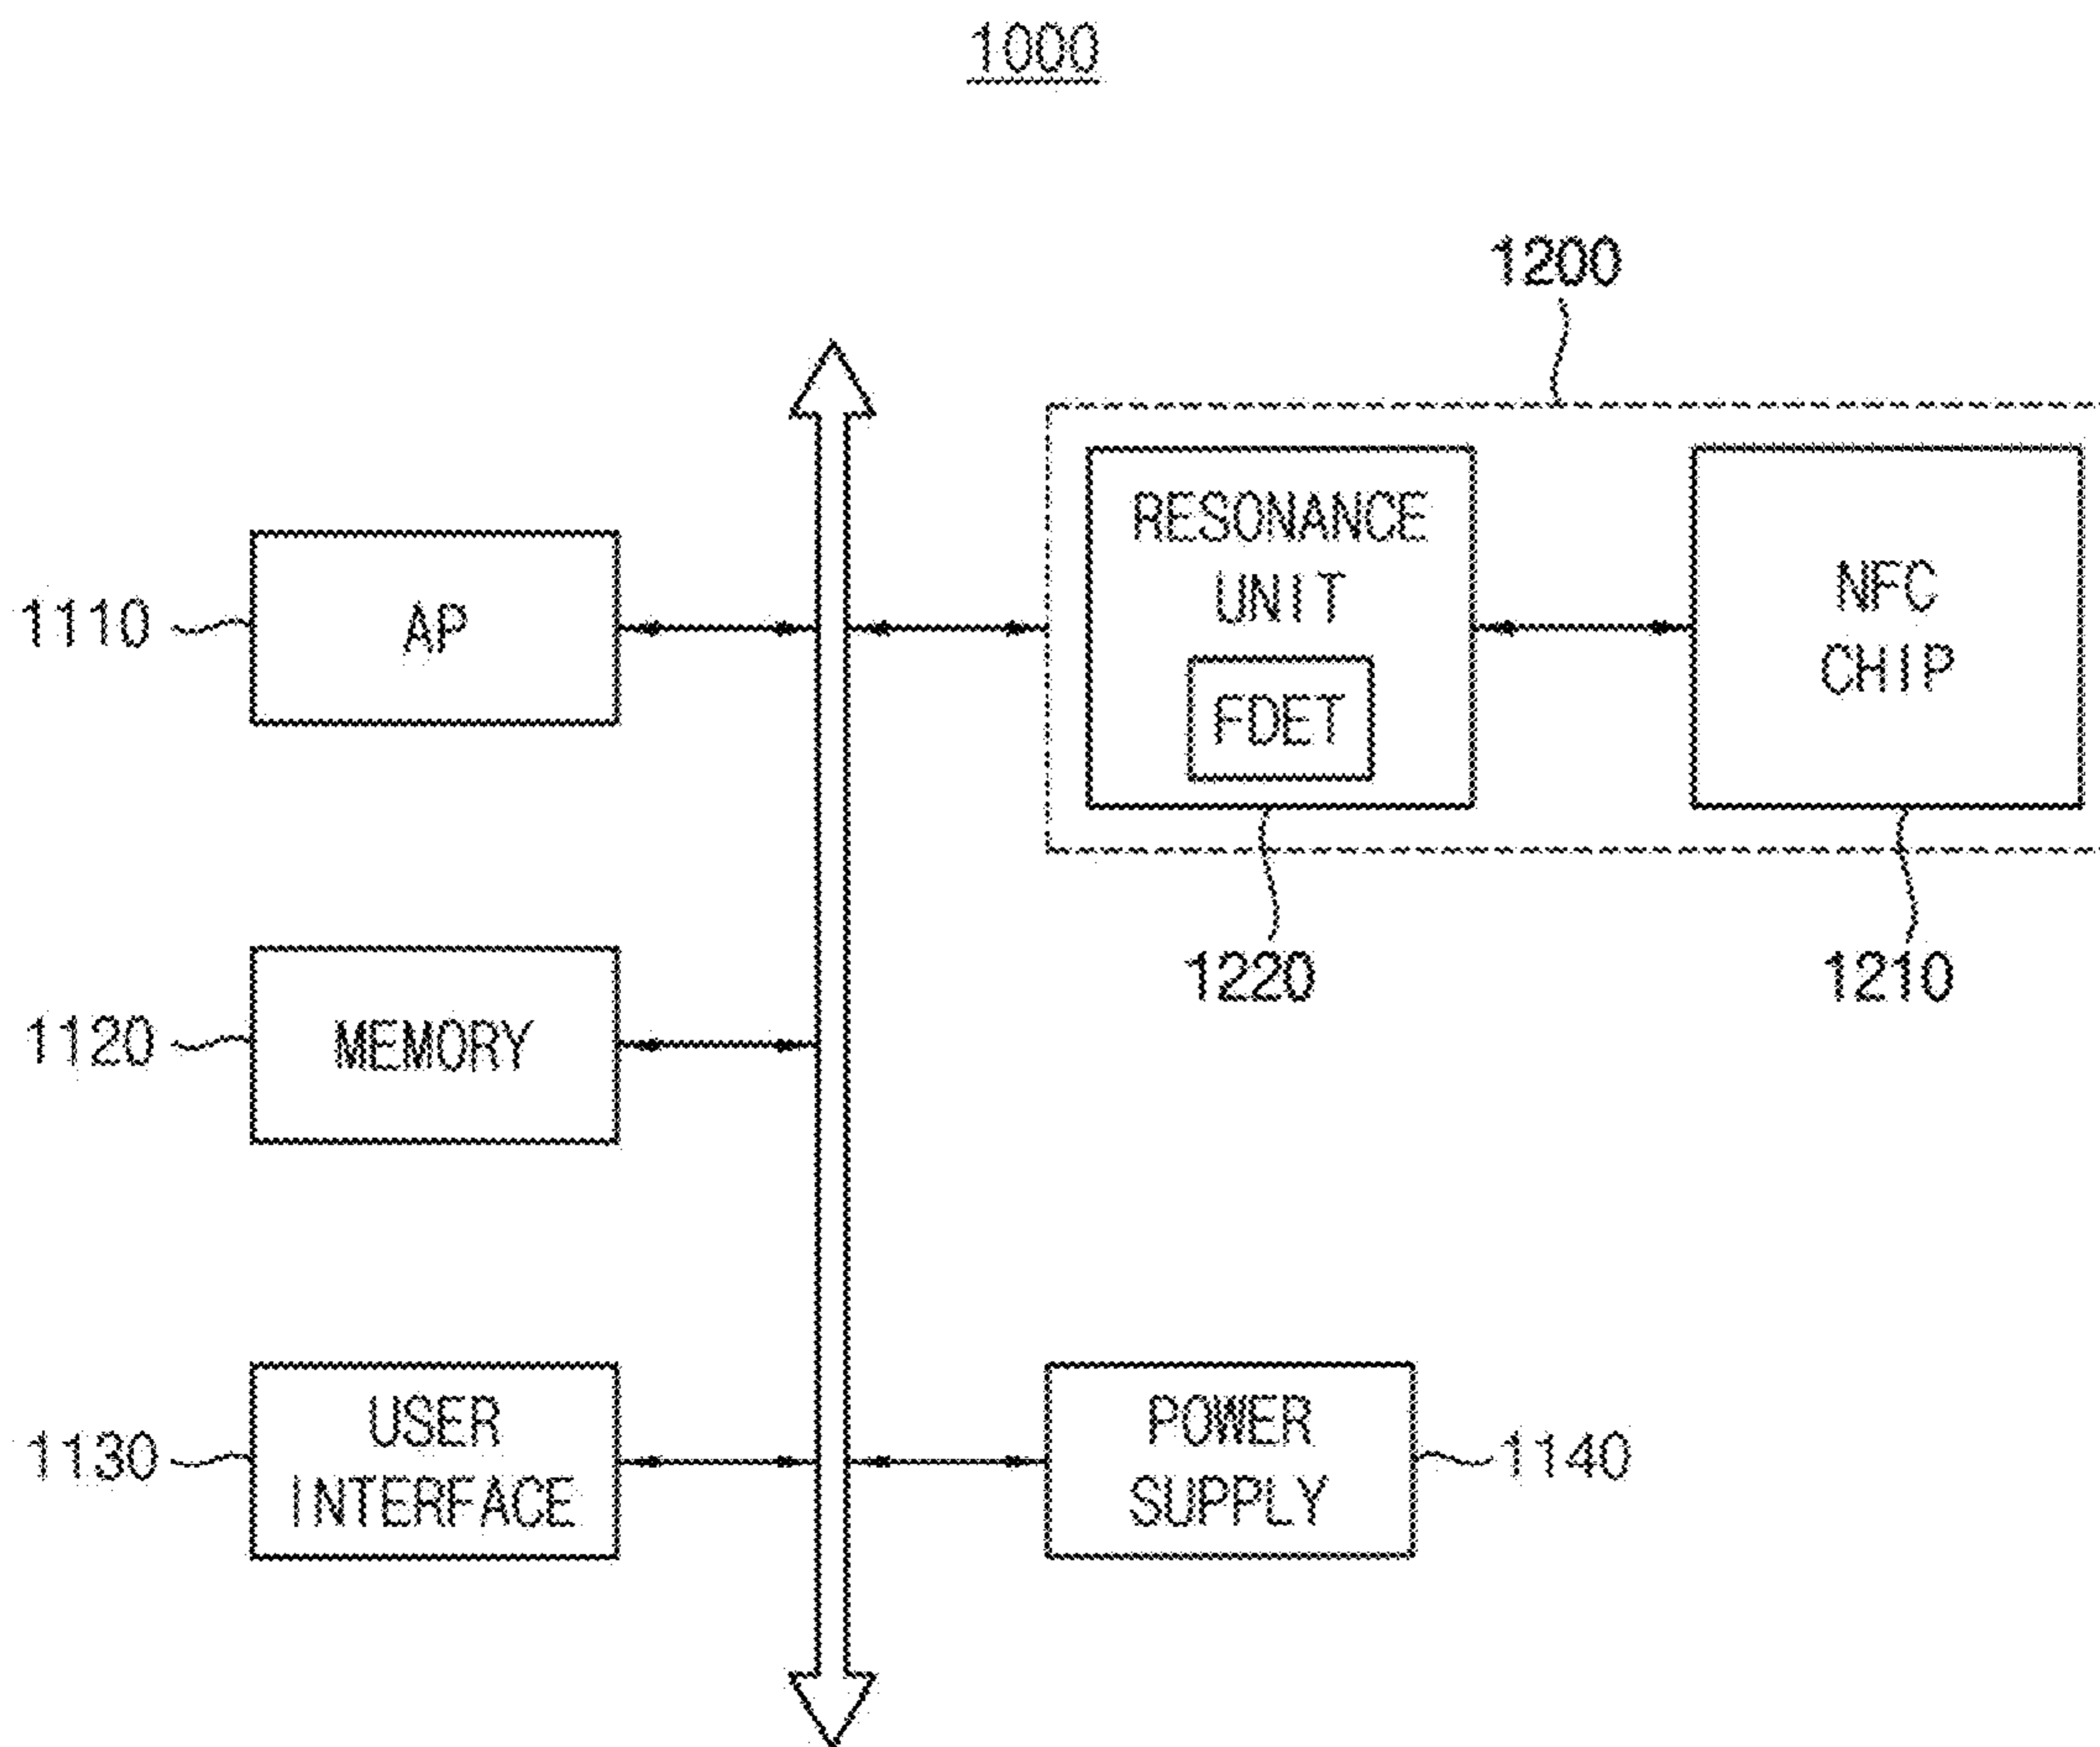 1000
1200
RESONANCE
UNIT
FDET
NFC
CHIP
1110
AP
1220
1210
1120
MEMORY
1130
USER
INTERFACE
POWER
SUPPLY
1140